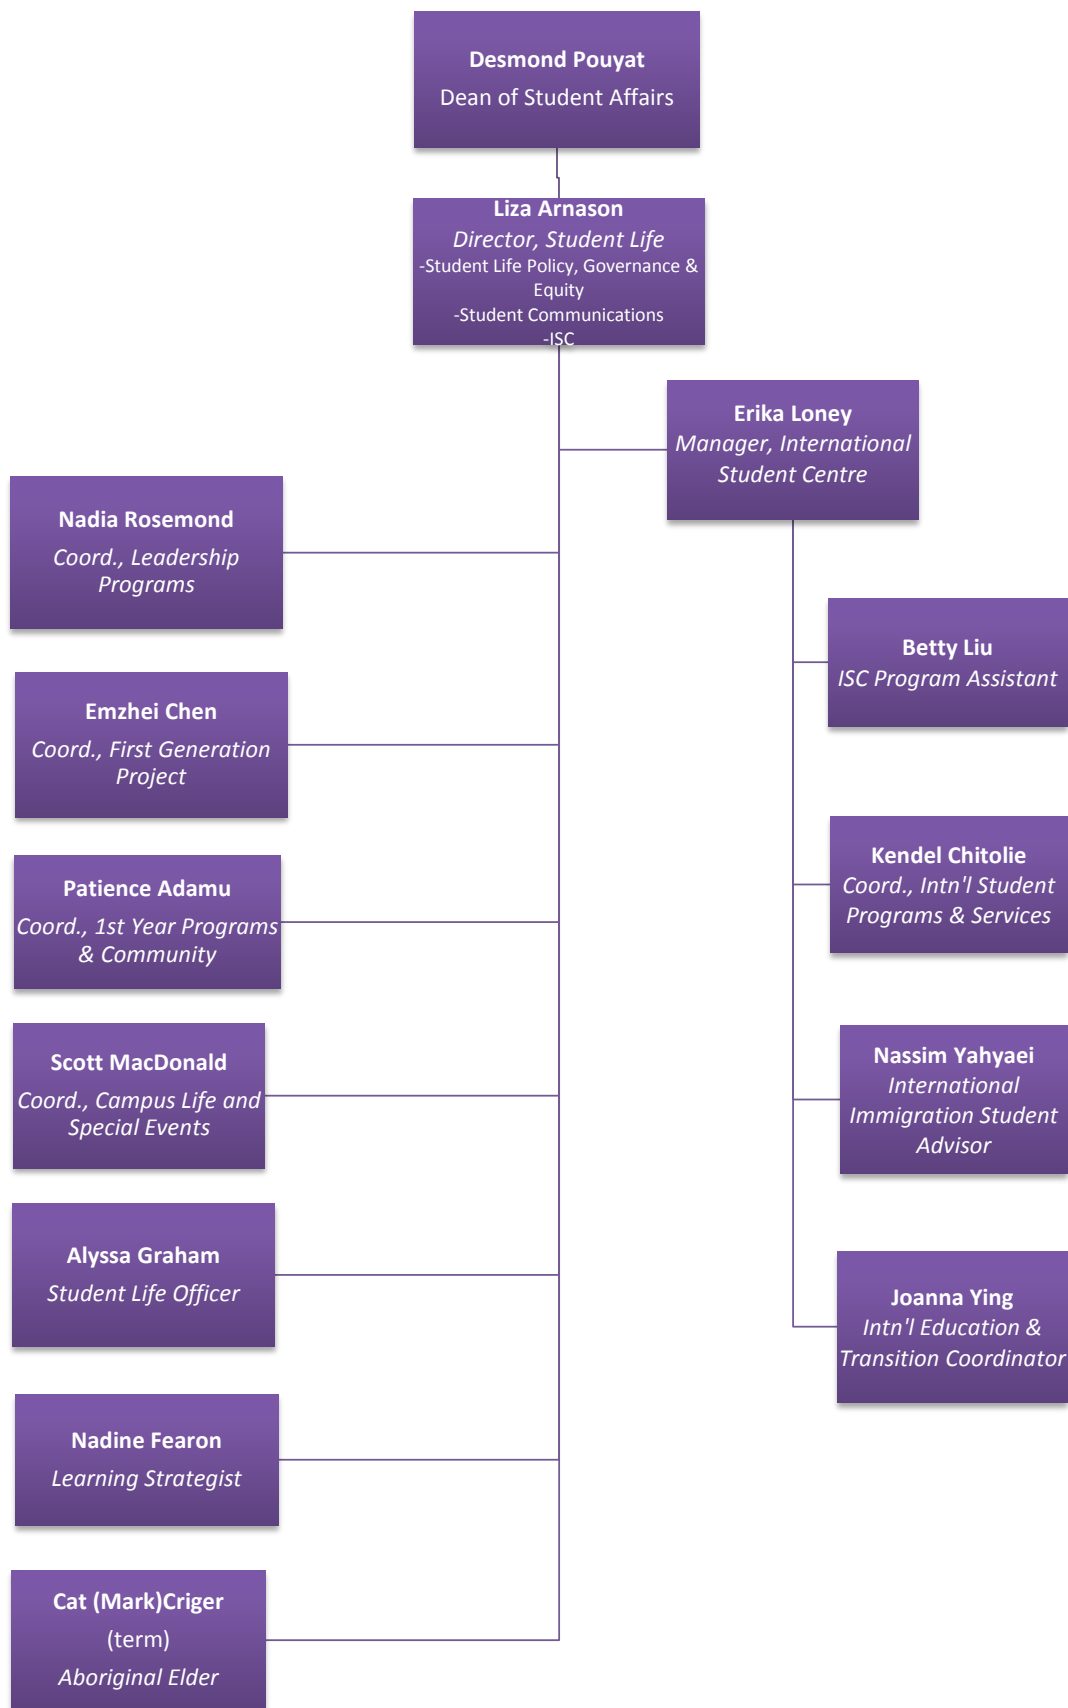 Desmond Pouyat
Dean of Student Affairs
Liza Arnason
Director, Student Life
-Student Life Policy, Governance &
Equity
-Student Communications
-ISC
Erika Loney
Manager, International
Student Centre
Nadia Rosemond
Coord., Leadership
Programs
Betty Liu
ISC Program Assistant
Emzhei Chen
Coord., First Generation
Project
Kendel Chitolie
Coord., Intn'l Student
Programs & Services
Patience Adamu
Coord., 1st Year Programs
& Community
Scott MacDonald
Coord., Campus Life and
Special Events
Nassim Yahyaei
International
Immigration Student
Advisor
Alyssa Graham
Student Life Officer
Joanna Ying
Intn'l Education &
Transition Coordinator
Nadine Fearon
Learning Strategist
Cat (Mark)Criger
(term)
Aboriginal Elder